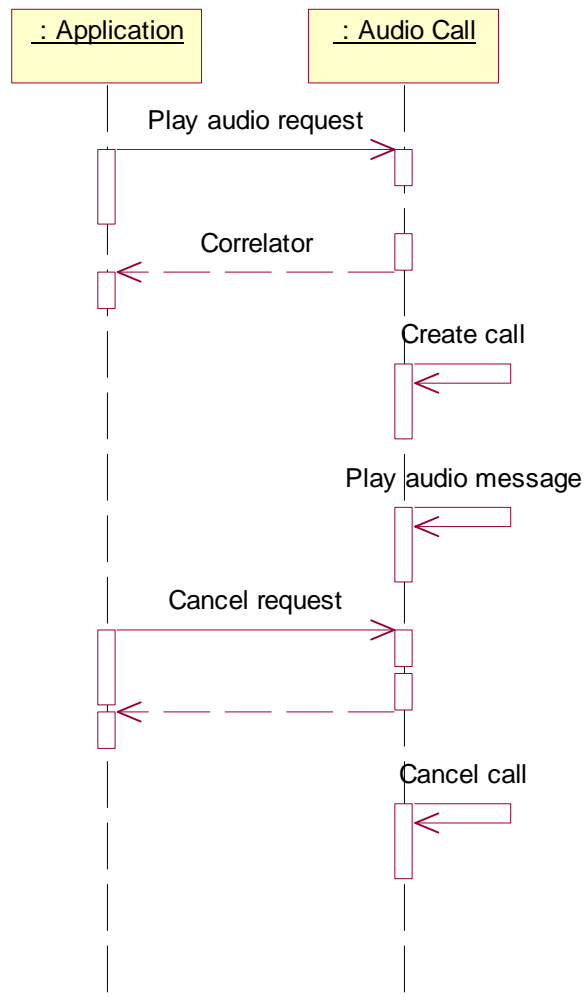 : Application
: Audio Call
Play audio request
Correlator
Create call
Play audio message
Cancel request
Cancel call